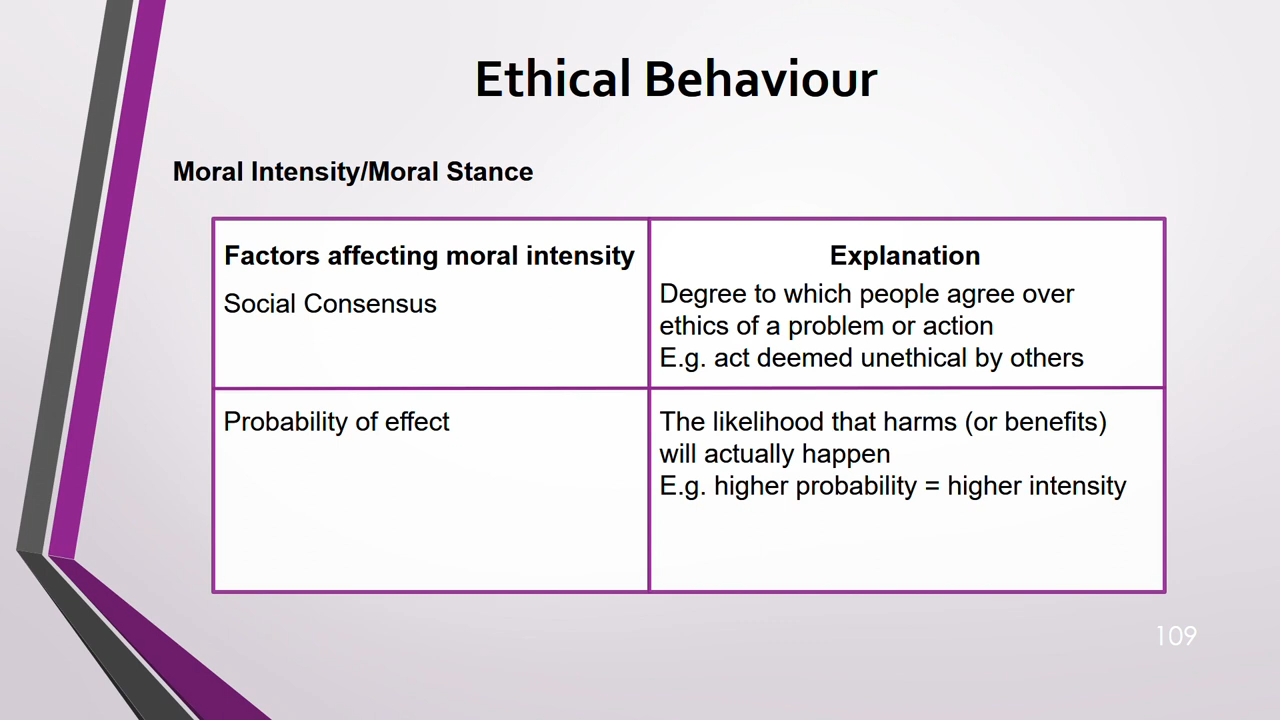 Ethical Behaviour
Moral Intensity/Moral Stance
Factors affecting moral intensity
Explanation
Social Consensus
Degree to which people agree over
ethics of a problem or action
E.g. act deemed unethical by others
Probability of effect
The likelihood that harms (or benefits)
will actually happen
E.g. higher probability = higher intensity
109